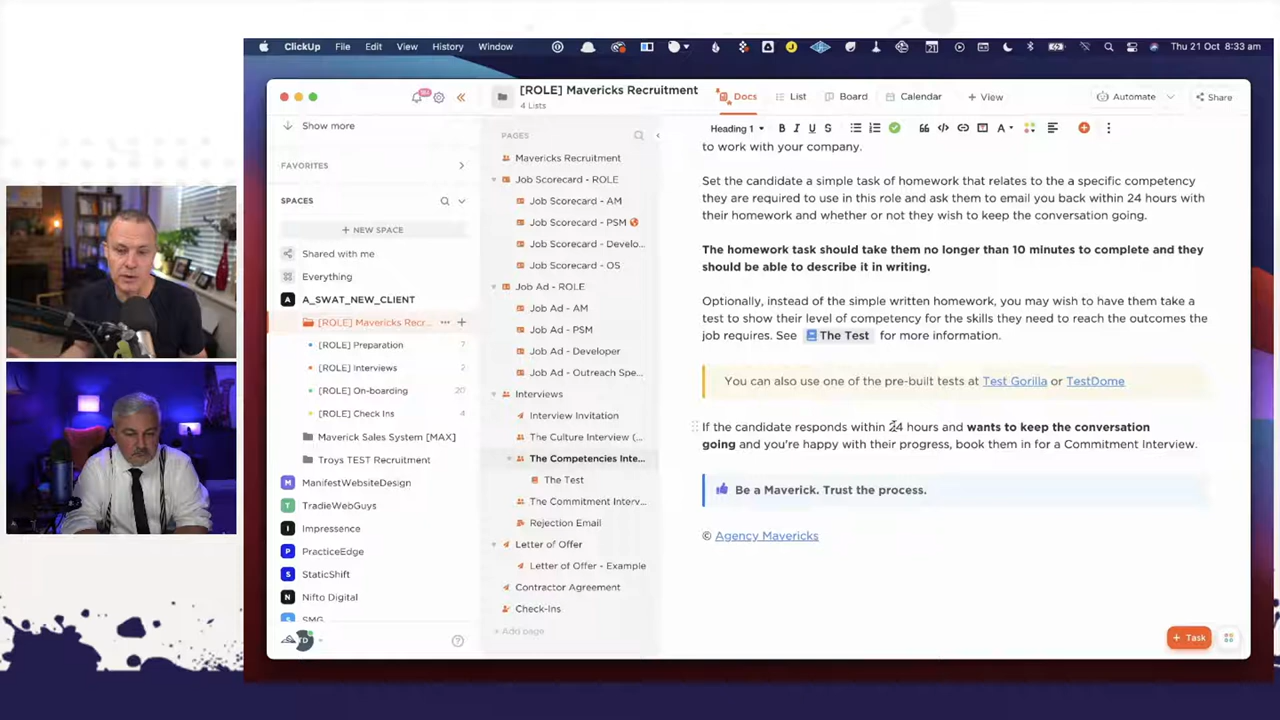 ClickUp File Edit View History Window
Thu 21 Oct 8:33 am
[ROLE] Mavericks Recruitment
4 Lists
Docs List Board Calendar + View
Automate
Share
Show more
FAVORITES
SPACES
+ NEW SPACE
Shared with me
Everything
A A_SWAT_NEW_CLIENT
[ROLE] Mavericks Recr... ... +
[ROLE] Preparation 7
[ROLE] Interviews 2
[ROLE] On-boarding 20
[ROLE] Check Ins 4
Maverick Sales System [MAX]
Troys TEST Recruitment
M ManifestWebsiteDesign
T TradieWebGuys
I Impressence
P PracticeEdge
S StaticShift
N Nifto Digital
S SMG
PAGES
Mavericks Recruitment
Job Scorecard - ROLE
Job Scorecard - AM
Job Scorecard - PSM
Job Scorecard - Develo...
Job Scorecard - OS
Job Ad - ROLE
Job Ad - AM
Job Ad - PSM
Job Ad - Developer
Job Ad - Outreach Spe...
Interviews
Interview Invitation
The Culture Interview (...
The Competencies Inte...
The Test
The Commitment Interv...
Rejection Email
Letter of Offer
Letter of Offer - Example
Contractor Agreement
Check-Ins
+ Add page
Heading 1 B I U S
to work with your company.
Set the candidate a simple task of homework that relates to the a specific competency
they are required to use in this role and ask them to email you back within 24 hours with
their homework and whether or not they wish to keep the conversation going.
The homework task should take them no longer than 10 minutes to complete and they
should be able to describe it in writing.
Optionally, instead of the simple written homework, you may wish to have them take a
test to show their level of competency for the skills they need to reach the outcomes the
job requires. See The Test for more information.
You can also use one of the pre-built tests at Test Gorilla or TestDome
If the candidate responds within 24 hours and wants to keep the conversation
going and you're happy with their progress, book them in for a Commitment Interview.
Be a Maverick. Trust the process.
© Agency Mavericks
+ Task